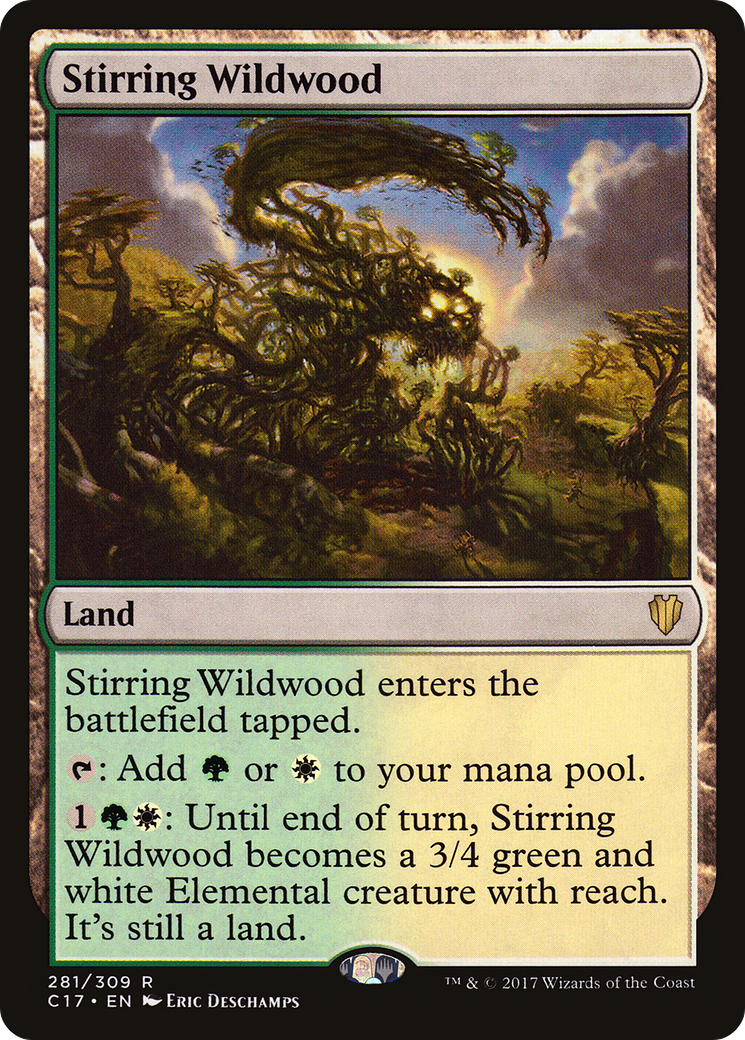 Stirring Wildwood
Land
Stirring Wildwood enters the
battlefield tapped.
: Add or to your mana pool.
1 : Until end of turn, Stirring
Wildwood becomes a 3/4 green and
white Elemental creature with reach.
It's still a land.
281/309 R
™ & © 2017 Wizards of the Coast
C17 • EN Eric Deschamps